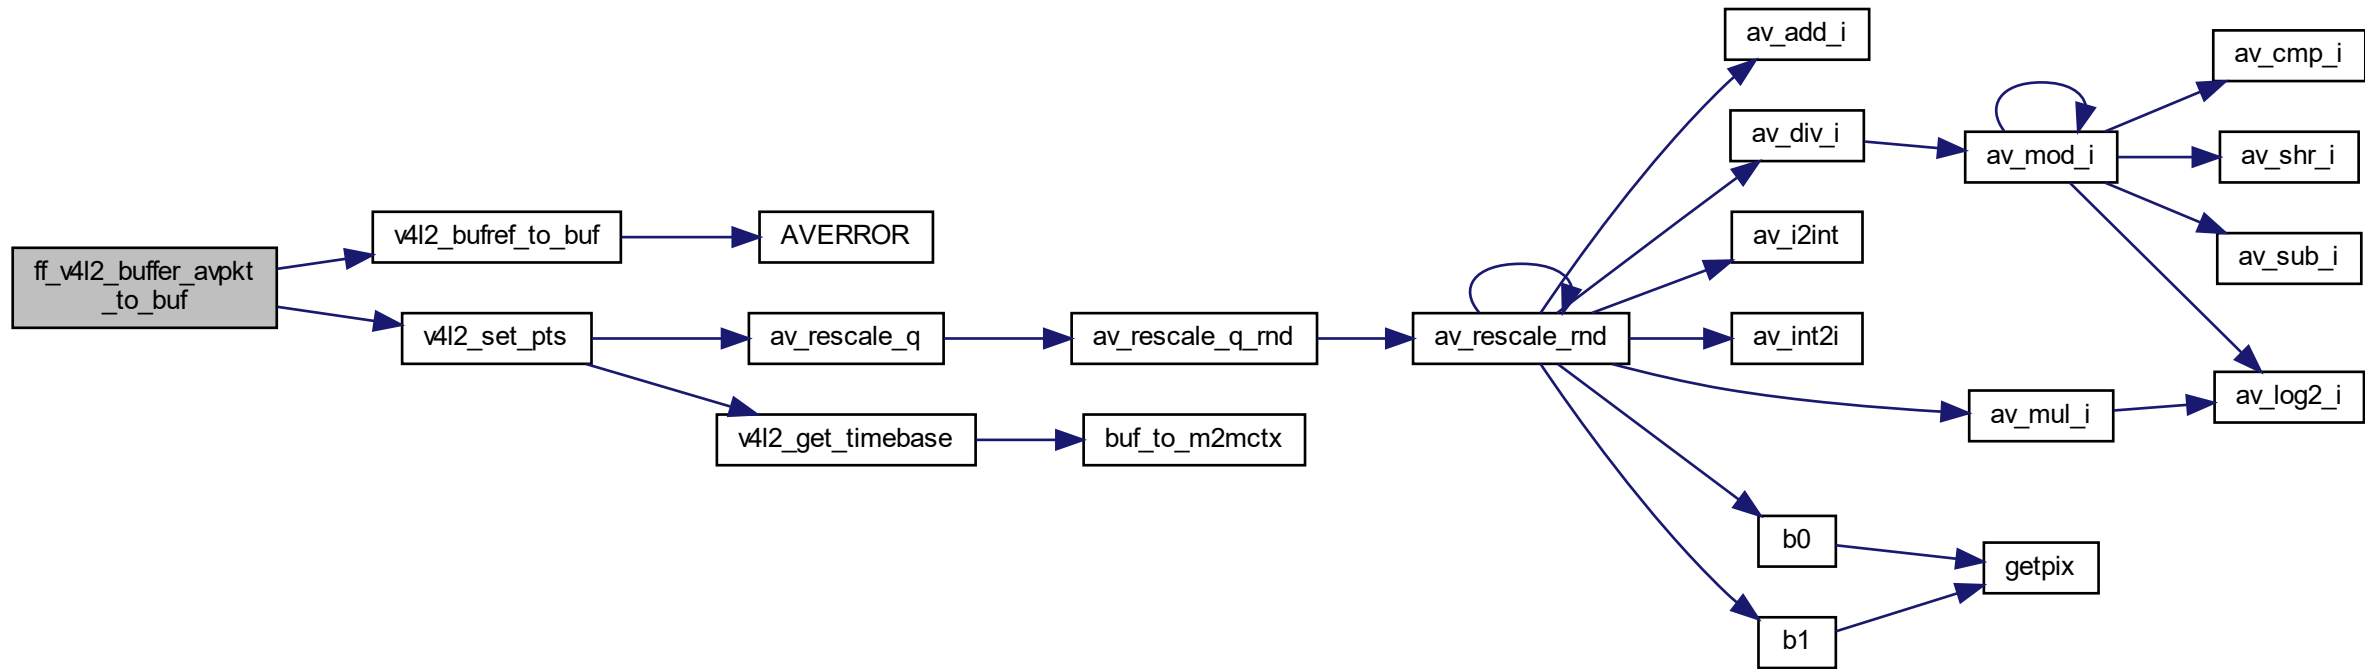 ff_v4l2_buffer_avpkt
_to_buf
v4l2_bufref_to_buf
AVERROR
v4l2_set_pts
av_rescale_q
av_rescale_q_rnd
v4l2_get_timebase
buf_to_m2mctx
av_rescale_rnd
av_add_i
av_div_i
av_i2int
av_int2i
av_mul_i
b0
b1
getpix
av_mod_i
av_cmp_i
av_shr_i
av_sub_i
av_log2_i